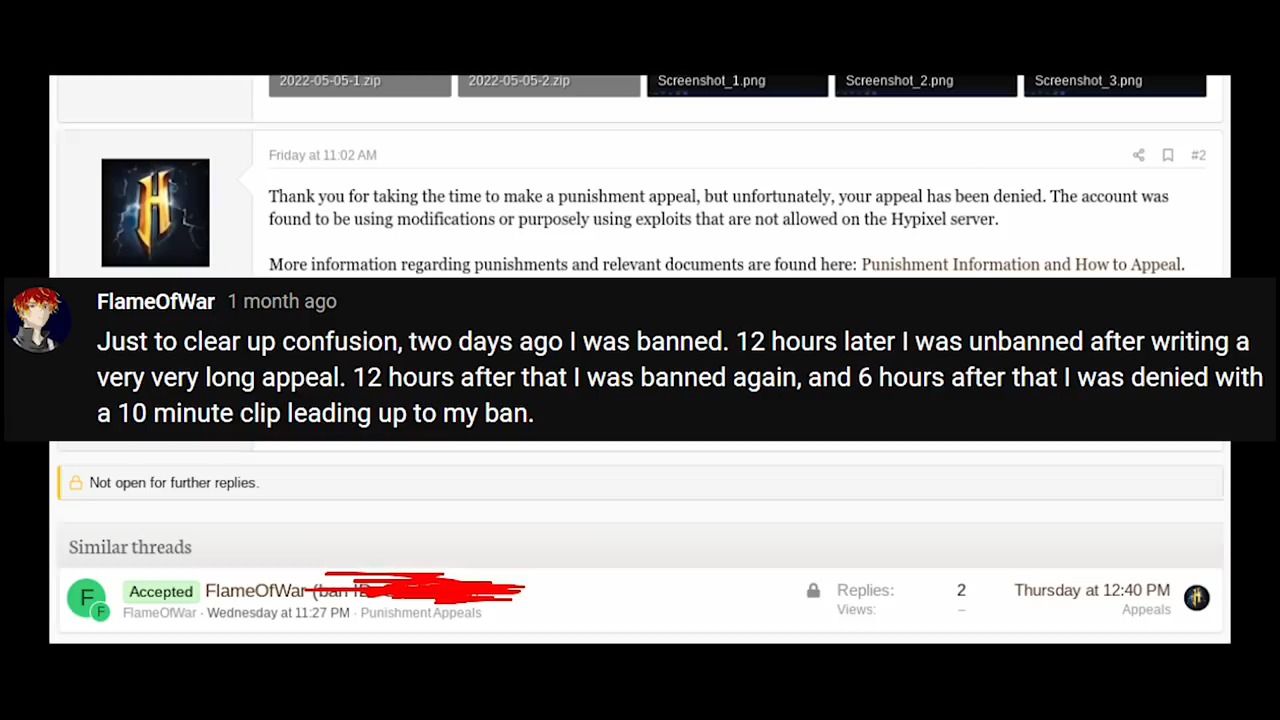 2022-05-05-1.zip 2022-05-05-2.zip Screenshot_1.png Screenshot_2.png Screenshot_3.png
Friday at 11:02 AM #2
Thank you for taking the time to make a punishment appeal, but unfortunately, your appeal has been denied. The account was
found to be using modifications or purposely using exploits that are not allowed on the Hypixel server.
More information regarding punishments and relevant documents are found here: Punishment Information and How to Appeal.
FlameOfWar 1 month ago
Just to clear up confusion, two days ago I was banned. 12 hours later I was unbanned after writing a
very very long appeal. 12 hours after that I was banned again, and 6 hours after that I was denied with
a 10 minute clip leading up to my ban.
Not open for further replies.
Similar threads
F F Accepted FlameOfWar (ban Replies: 2 Thursday at 12:40 PM
FlameOfWar · Wednesday at 11:27 PM · Punishment Appeals Views: – Appeals